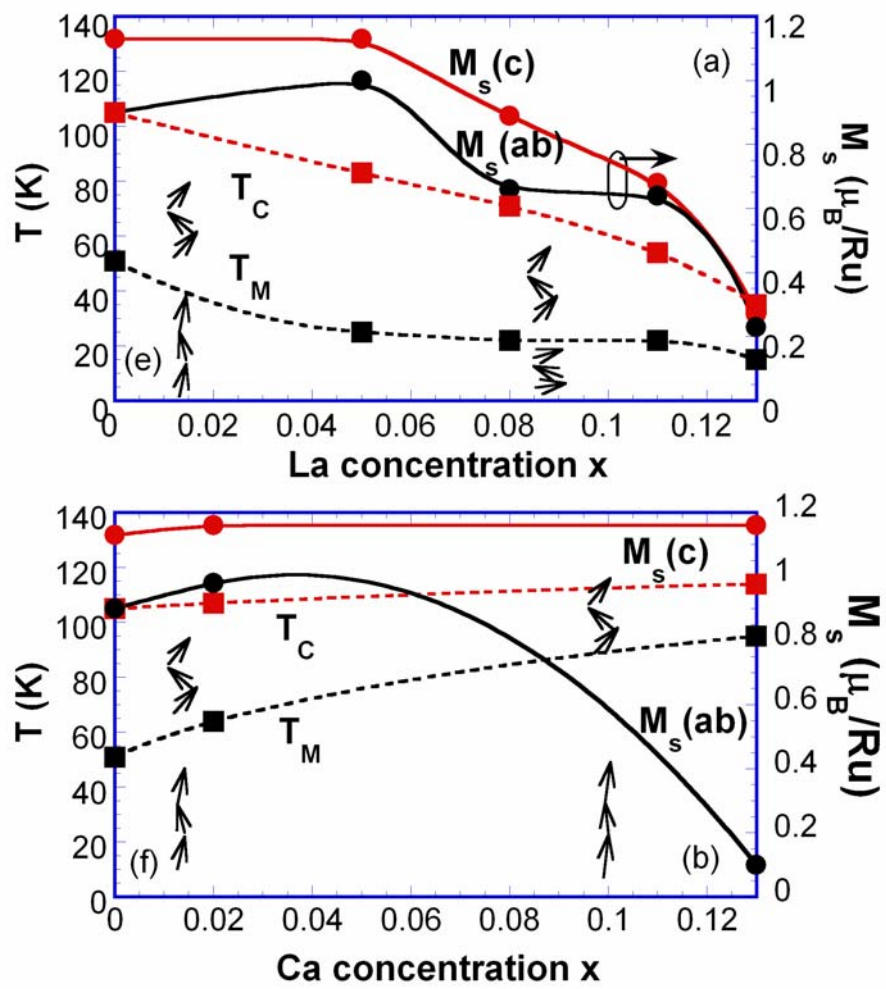 140
120
100
80
60
40
20
0
T (K)
1.2
1
0.8
0.6
0.4
0.2
0
M_s (μ_B/Ru)
(a)
M_s(c)
M_s(ab)
T_C
T_M
(e)
0 0.02 0.04 0.06 0.08 0.1 0.12
La concentration x
140
120
100
80
60
40
20
0
T (K)
1.2
1
0.8
0.6
0.4
0.2
0
M_s (μ_B/Ru)
M_s(c)
T_C
T_M
M_s(ab)
(f)
(b)
0 0.02 0.04 0.06 0.08 0.1 0.12
Ca concentration x